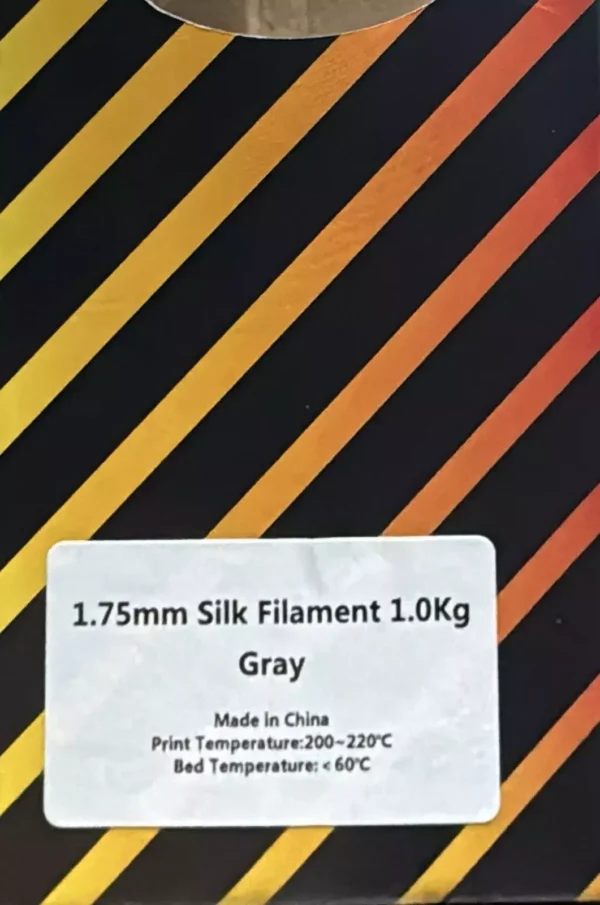 1.75mm Silk Filament 1.0Kg
Gray
Made in China
Print Temperature:200~220℃
Bed Temperature: < 60℃